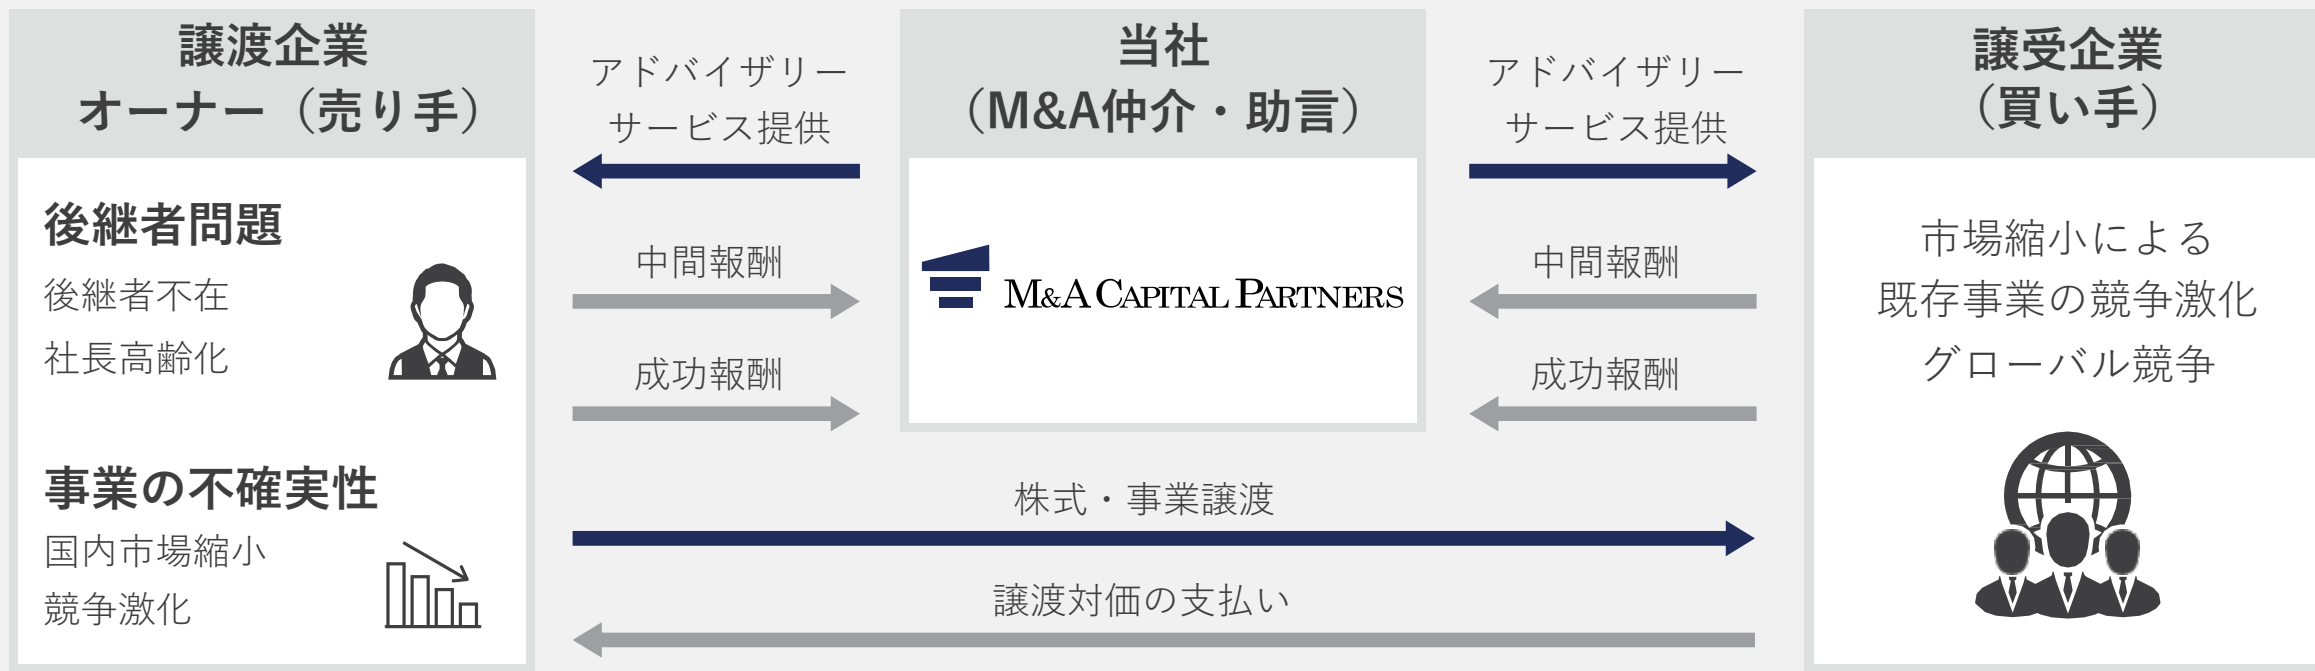 譲渡企業
オーナー（売り手）
後継者問題
後継者不在
社長高齢化
事業の不確実性
国内市場縮小
競争激化
アドバイザリー
サービス提供
中間報酬
成功報酬
当社
（M&A仲介・助言）
M&A CAPITAL PARTNERS
アドバイザリー
サービス提供
中間報酬
成功報酬
株式・事業譲渡
譲渡対価の支払い
譲受企業
（買い手）
市場縮小による
既存事業の競争激化
グローバル競争